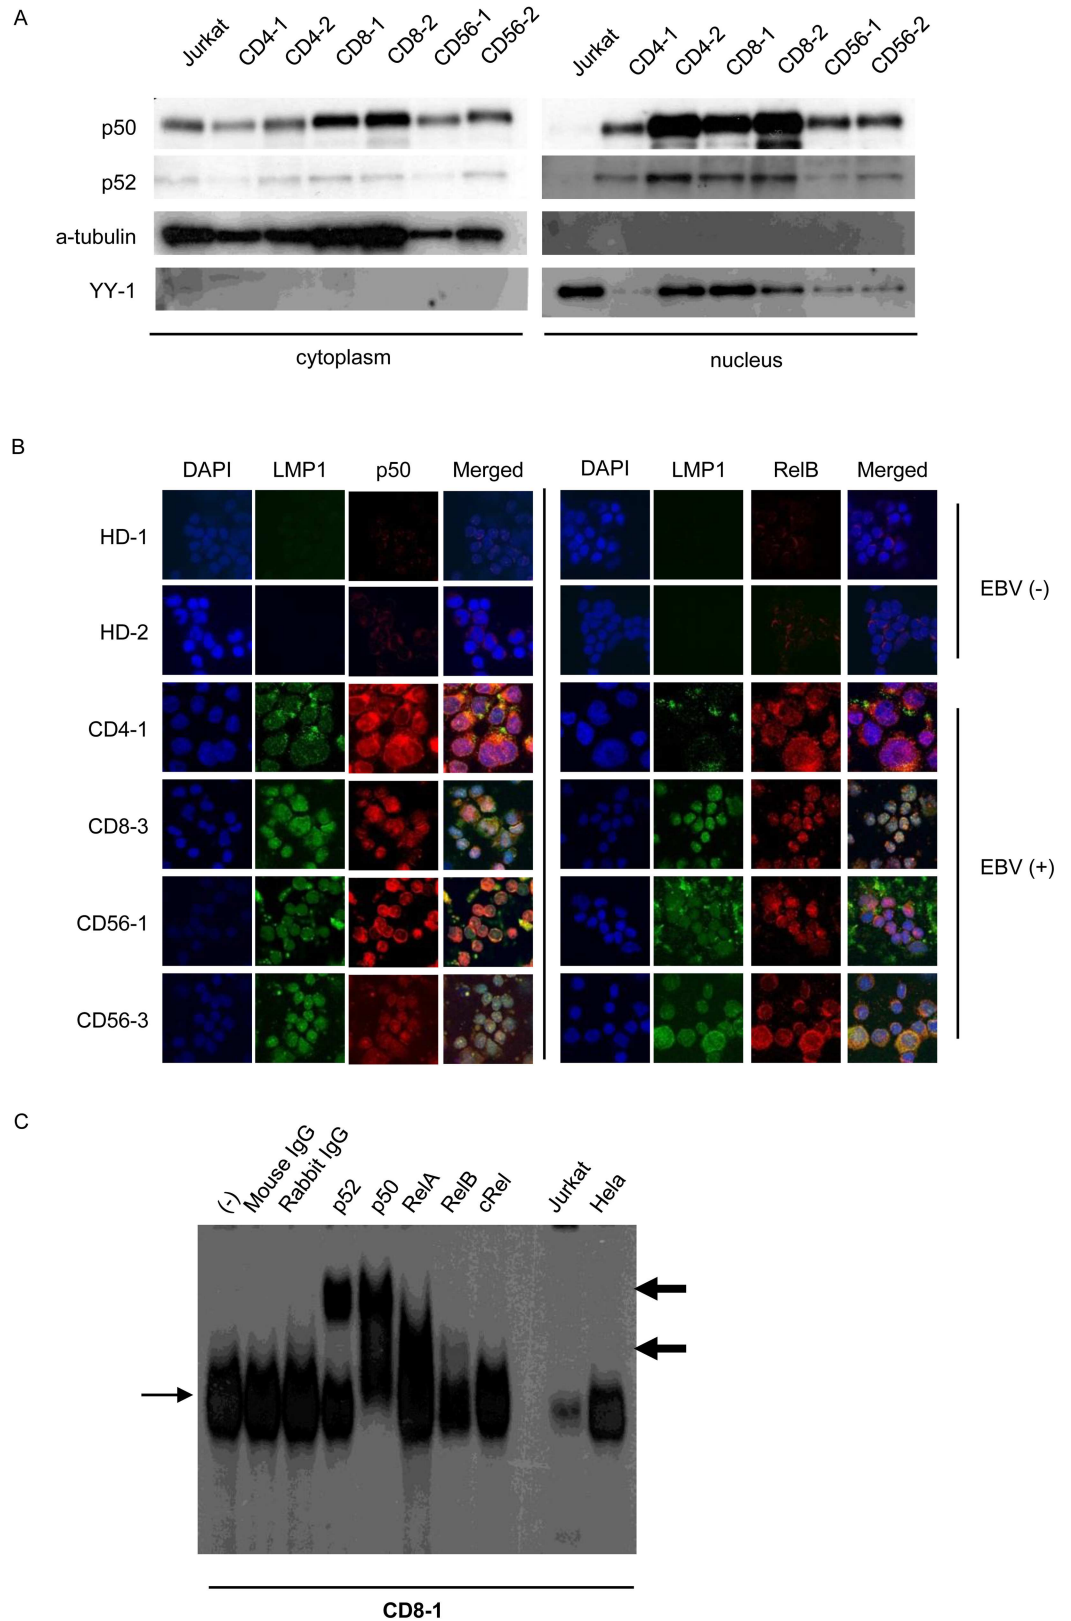 A
Jurkat CD4-1 CD4-2 CD8-1 CD8-2 CD56-1 CD56-2 Jurkat CD4-1 CD4-2 CD8-1 CD8-2 CD56-1 CD56-2
p50
p52
a-tubulin
YY-1
cytoplasm nucleus
B
DAPI LMP1 p50 Merged DAPI LMP1 RelB Merged
HD-1
EBV (-)
HD-2
CD4-1
CD8-3
EBV (+)
CD56-1
CD56-3
C
(-) Mouse IgG Rabbit IgG p52 p50 RelA RelB cRel Jurkat Hela
CD8-1